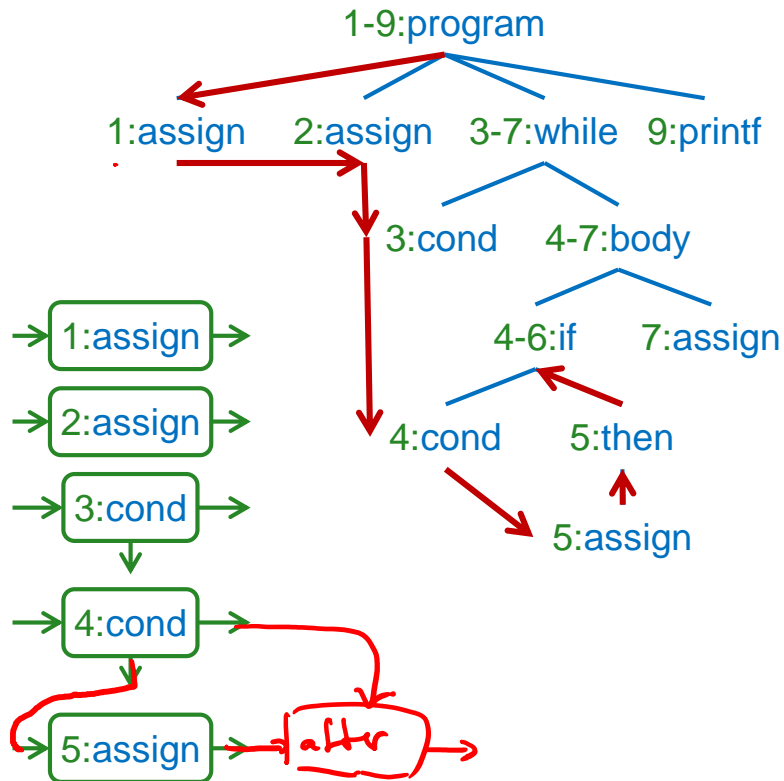 1-9:program
1:assign 2:assign 3-7:while 9:printf
3:cond 4-7:body
4-6:if 7:assign
4:cond 5:then
5:assign
1:assign
2:assign
3:cond
4:cond
5:assign after